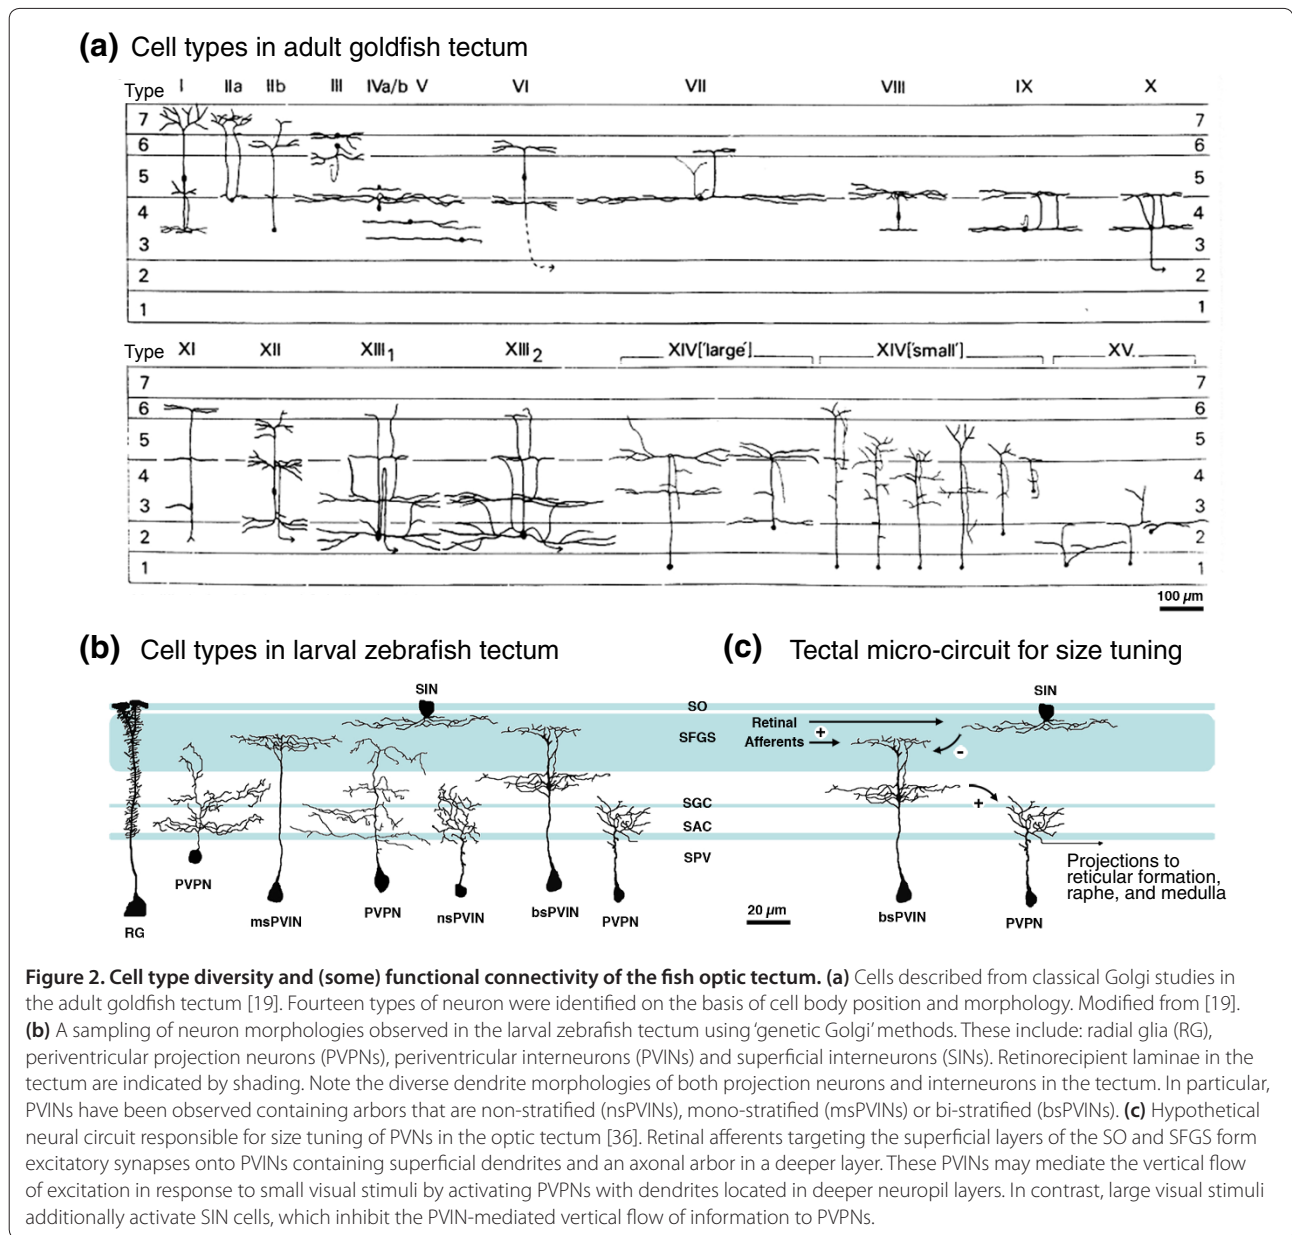 (a) Cell types in adult goldfish tectum
Type I IIa IIb III IVa/b V VI VII VIII IX X
7 7
6 6
5 5
4 4
3 3
2 2
1 1
Type XI XII XIII1 XIII2 XIV['large'] XIV['small'] XV.
7 7
6 6
5 5
4 4
3 3
2 2
1 1
100 µm
(b) Cell types in larval zebrafish tectum
(c) Tectal micro-circuit for size tuning
SIN
SO
SFGS
SGC
SAC
SPV
RG
PVPN
msPVIN
PVPN
nsPVIN
bsPVIN
PVPN
20 µm
SIN
Retinal
Afferents
+
-
+
bsPVIN
PVPN
Projections to
reticular formation,
raphe, and medulla
Figure 2. Cell type diversity and (some) functional connectivity of the fish optic tectum. (a) Cells described from classical Golgi studies in
the adult goldfish tectum [19]. Fourteen types of neuron were identified on the basis of cell body position and morphology. Modified from [19].
(b) A sampling of neuron morphologies observed in the larval zebrafish tectum using 'genetic Golgi' methods. These include: radial glia (RG),
periventricular projection neurons (PVPNs), periventricular interneurons (PVINs) and superficial interneurons (SINs). Retinorecipient laminae in the
tectum are indicated by shading. Note the diverse dendrite morphologies of both projection neurons and interneurons in the tectum. In particular,
PVINs have been observed containing arbors that are non-stratified (nsPVINs), mono-stratified (msPVINs) or bi-stratified (bsPVINs). (c) Hypothetical
neural circuit responsible for size tuning of PVNs in the optic tectum [36]. Retinal afferents targeting the superficial layers of the SO and SFGS form
excitatory synapses onto PVINs containing superficial dendrites and an axonal arbor in a deeper layer. These PVINs may mediate the vertical flow
of excitation in response to small visual stimuli by activating PVPNs with dendrites located in deeper neuropil layers. In contrast, large visual stimuli
additionally activate SIN cells, which inhibit the PVIN-mediated vertical flow of information to PVPNs.